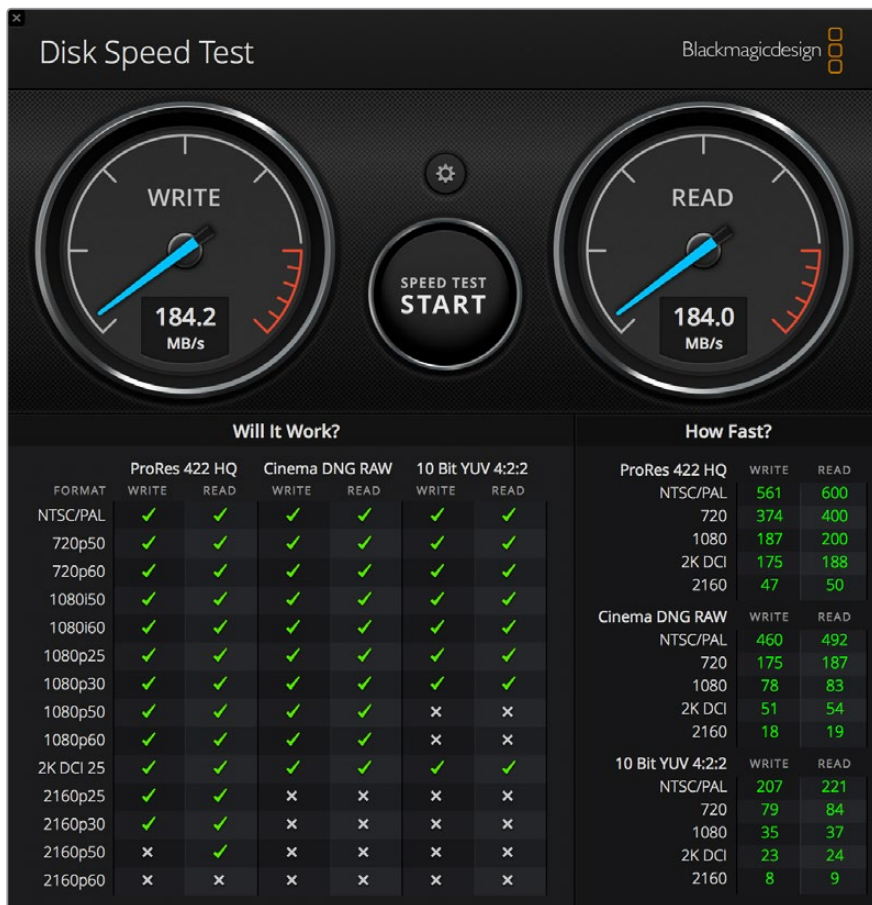 Disk Speed Test
Blackmagicdesign
WRITE
184.2
MB/s
SPEED TEST
START
READ
184.0
MB/s
Will It Work?
ProRes 422 HQ Cinema DNG RAW 10 Bit YUV 4:2:2
FORMAT WRITE READ WRITE READ WRITE READ
NTSC/PAL ✓ ✓ ✓ ✓ ✓ ✓
720p50 ✓ ✓ ✓ ✓ ✓ ✓
720p60 ✓ ✓ ✓ ✓ ✓ ✓
1080i50 ✓ ✓ ✓ ✓ ✓ ✓
1080i60 ✓ ✓ ✓ ✓ ✓ ✓
1080p25 ✓ ✓ ✓ ✓ ✓ ✓
1080p30 ✓ ✓ ✓ ✓ ✓ ✓
1080p50 ✓ ✓ ✓ ✓ × ×
1080p60 ✓ ✓ ✓ ✓ × ×
2K DCI 25 ✓ ✓ ✓ ✓ ✓ ✓
2160p25 ✓ ✓ × × × ×
2160p30 ✓ ✓ × × × ×
2160p50 × ✓ × × × ×
2160p60 × × × × × ×
How Fast?
ProRes 422 HQ WRITE READ
NTSC/PAL 561 600
720 374 400
1080 187 200
2K DCI 175 188
2160 47 50
Cinema DNG RAW WRITE READ
NTSC/PAL 460 492
720 175 187
1080 78 83
2K DCI 51 54
2160 18 19
10 Bit YUV 4:2:2 WRITE READ
NTSC/PAL 207 221
720 79 84
1080 35 37
2K DCI 23 24
2160 8 9